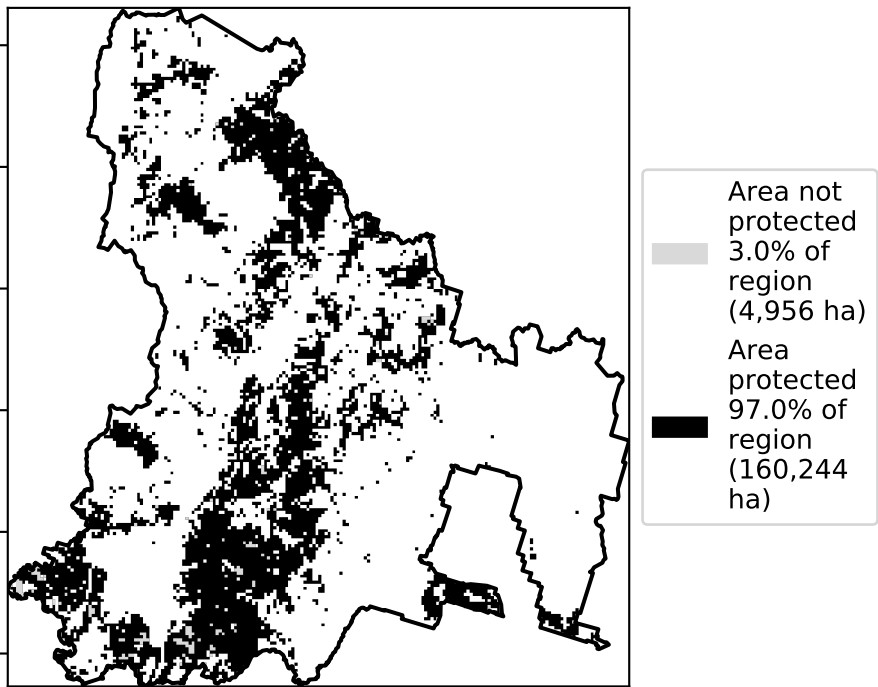 Area not
protected
3.0% of
region
(4,956 ha)
Area
protected
97.0% of
region
(160,244
ha)